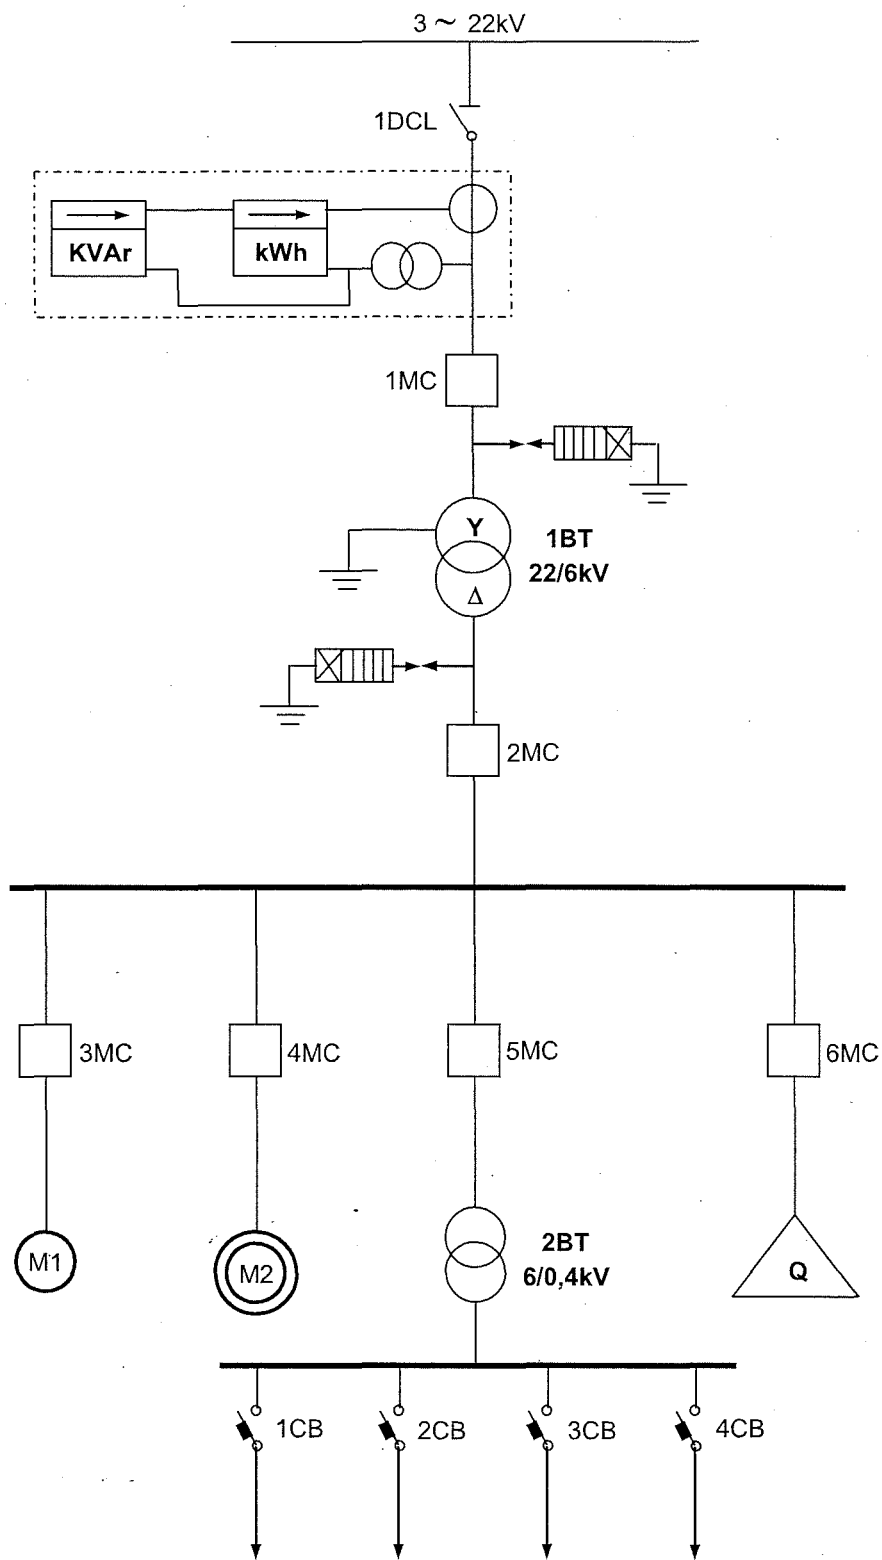 3 ~ 22kV
1DCL
KVAr
kWh
1MC
Y
1BT
22/6kV
Δ
2MC
3MC
4MC
5MC
6MC
M1
M2
2BT
6/0,4kV
Q
1CB
2CB
3CB
4CB